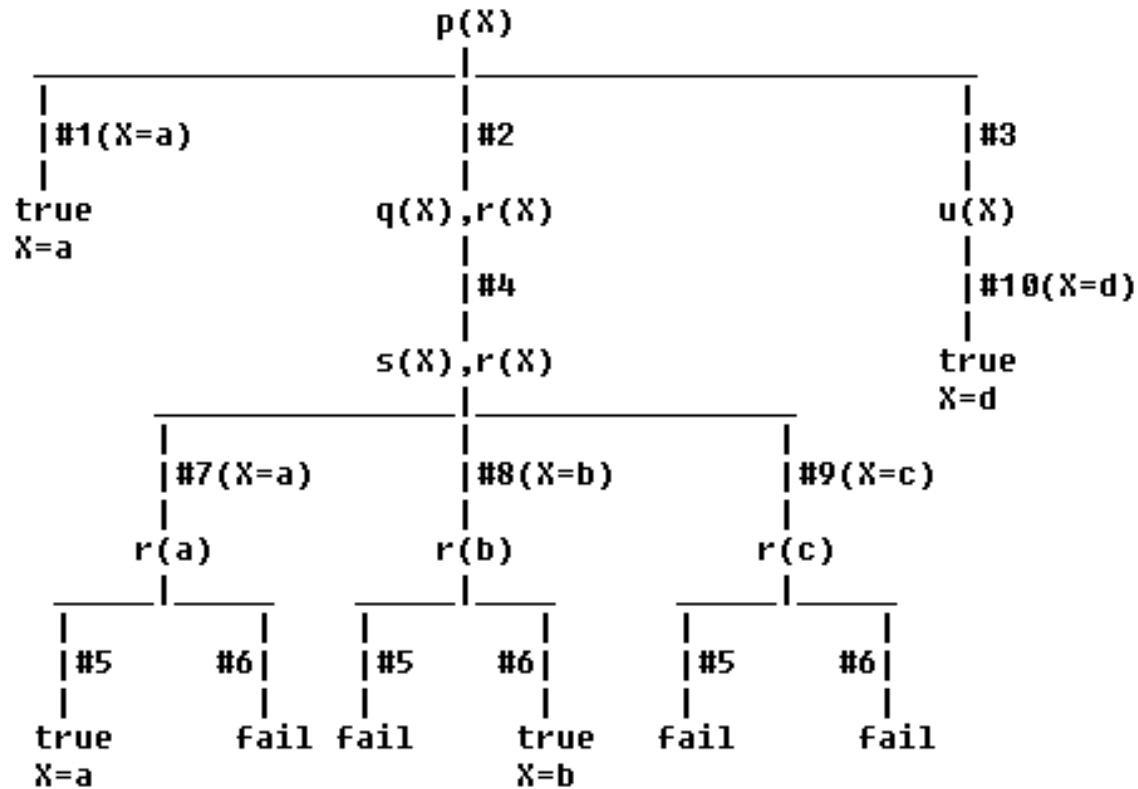 p(X)
#1(X=a) #2 #3
true q(X),r(X) u(X)
X=a
#4 #10(X=d)
s(X),r(X) true
X=d
#7(X=a) #8(X=b) #9(X=c)
r(a) r(b) r(c)
#5 #6 #5 #6 #5 #6
true fail fail true fail fail
X=a X=b